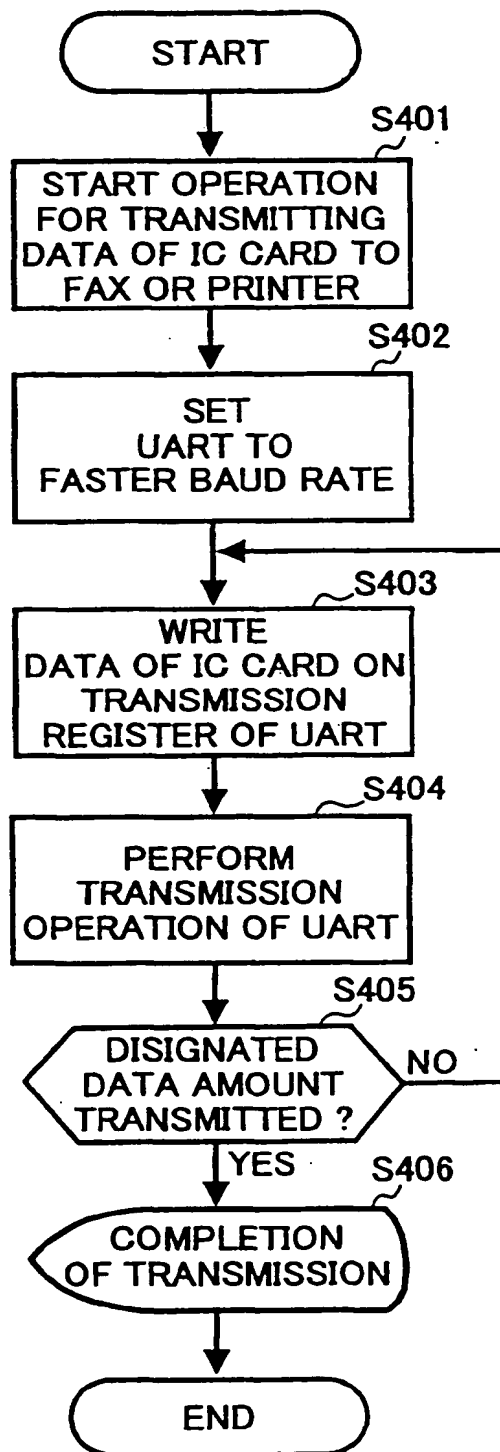 START
S401
START OPERATION
FOR TRANSMITTING
DATA OF IC CARD TO
FAX OR PRINTER
S402
SET
UART TO
FASTER BAUD RATE
S403
WRITE
DATA OF IC CARD ON
TRANSMISSION
REGISTER OF UART
S404
PERFORM
TRANSMISSION
OPERATION OF UART
S405
DISIGNATED
DATA AMOUNT
TRANSMITTED ?
NO
YES
S406
COMPLETION
OF TRANSMISSION
END